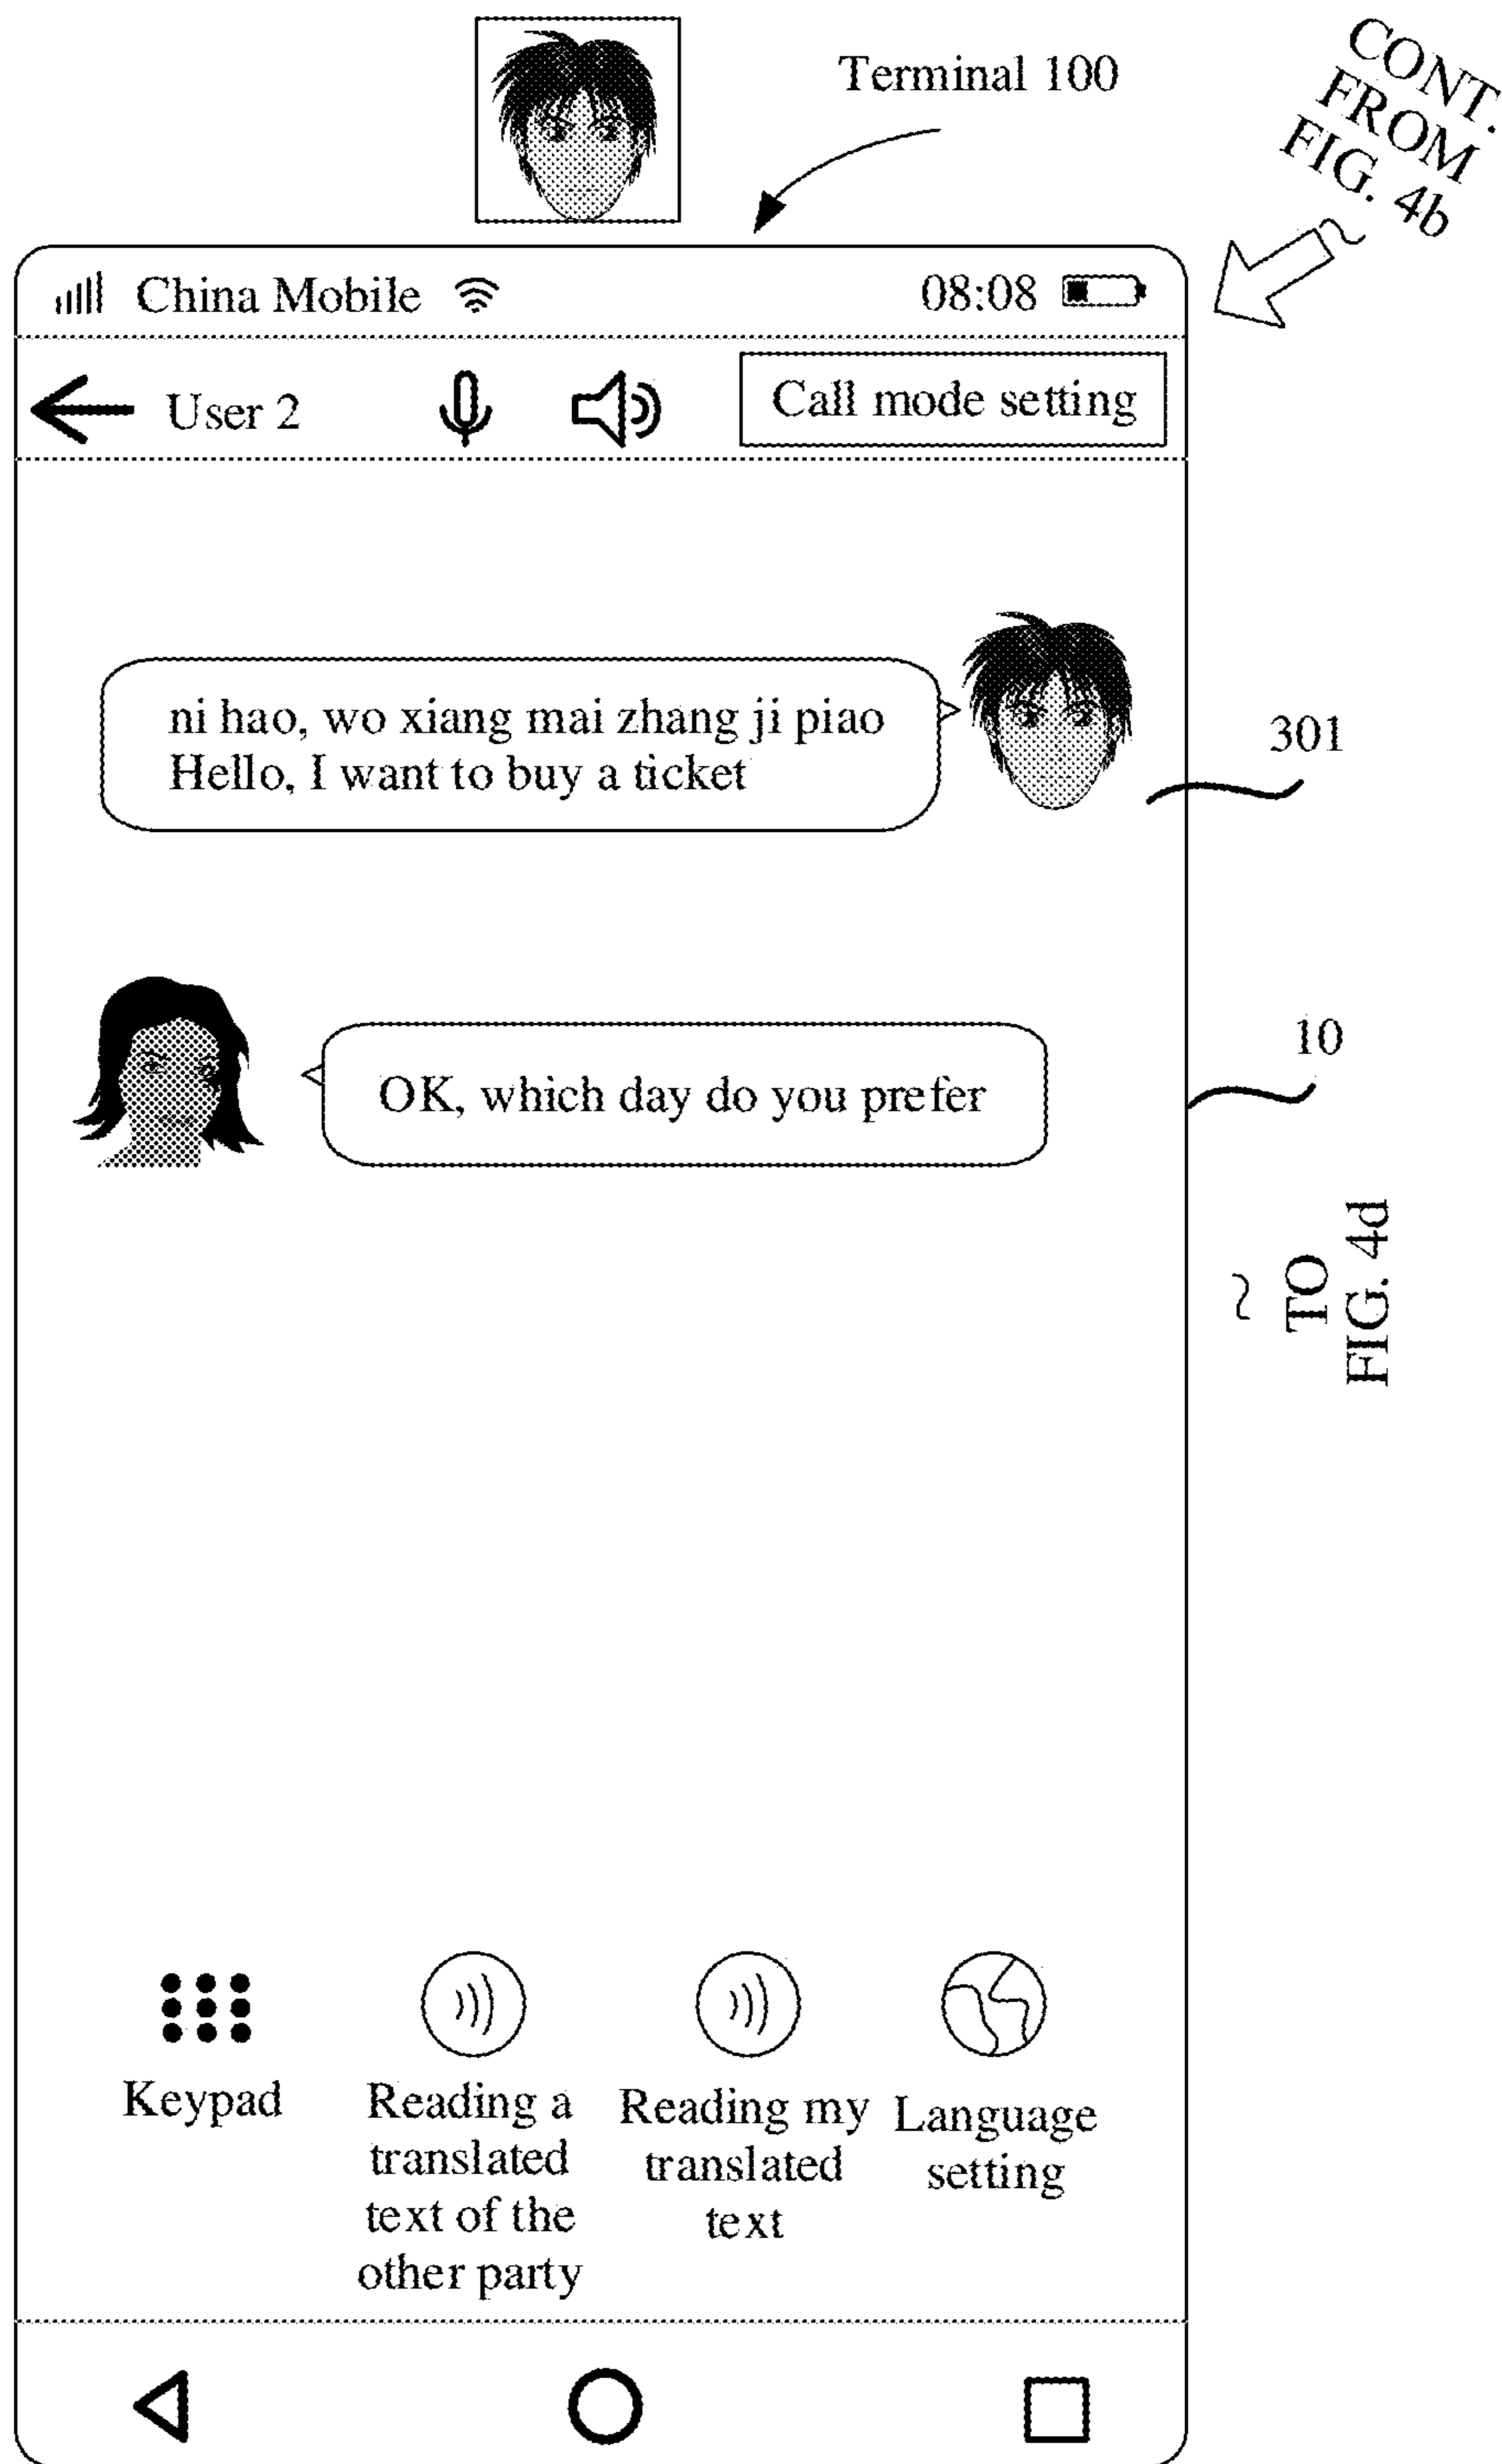 Terminal 100
CONT.
FROM
FIG. 4b
China Mobile
08:08
User 2
Call mode setting
ni hao, wo xiang mai zhang ji piao
Hello, I want to buy a ticket
301
OK, which day do you prefer
10
TO
FIG. 4d
Keypad
Reading a
translated
text of the
other party
Reading my
translated
text
Language
setting